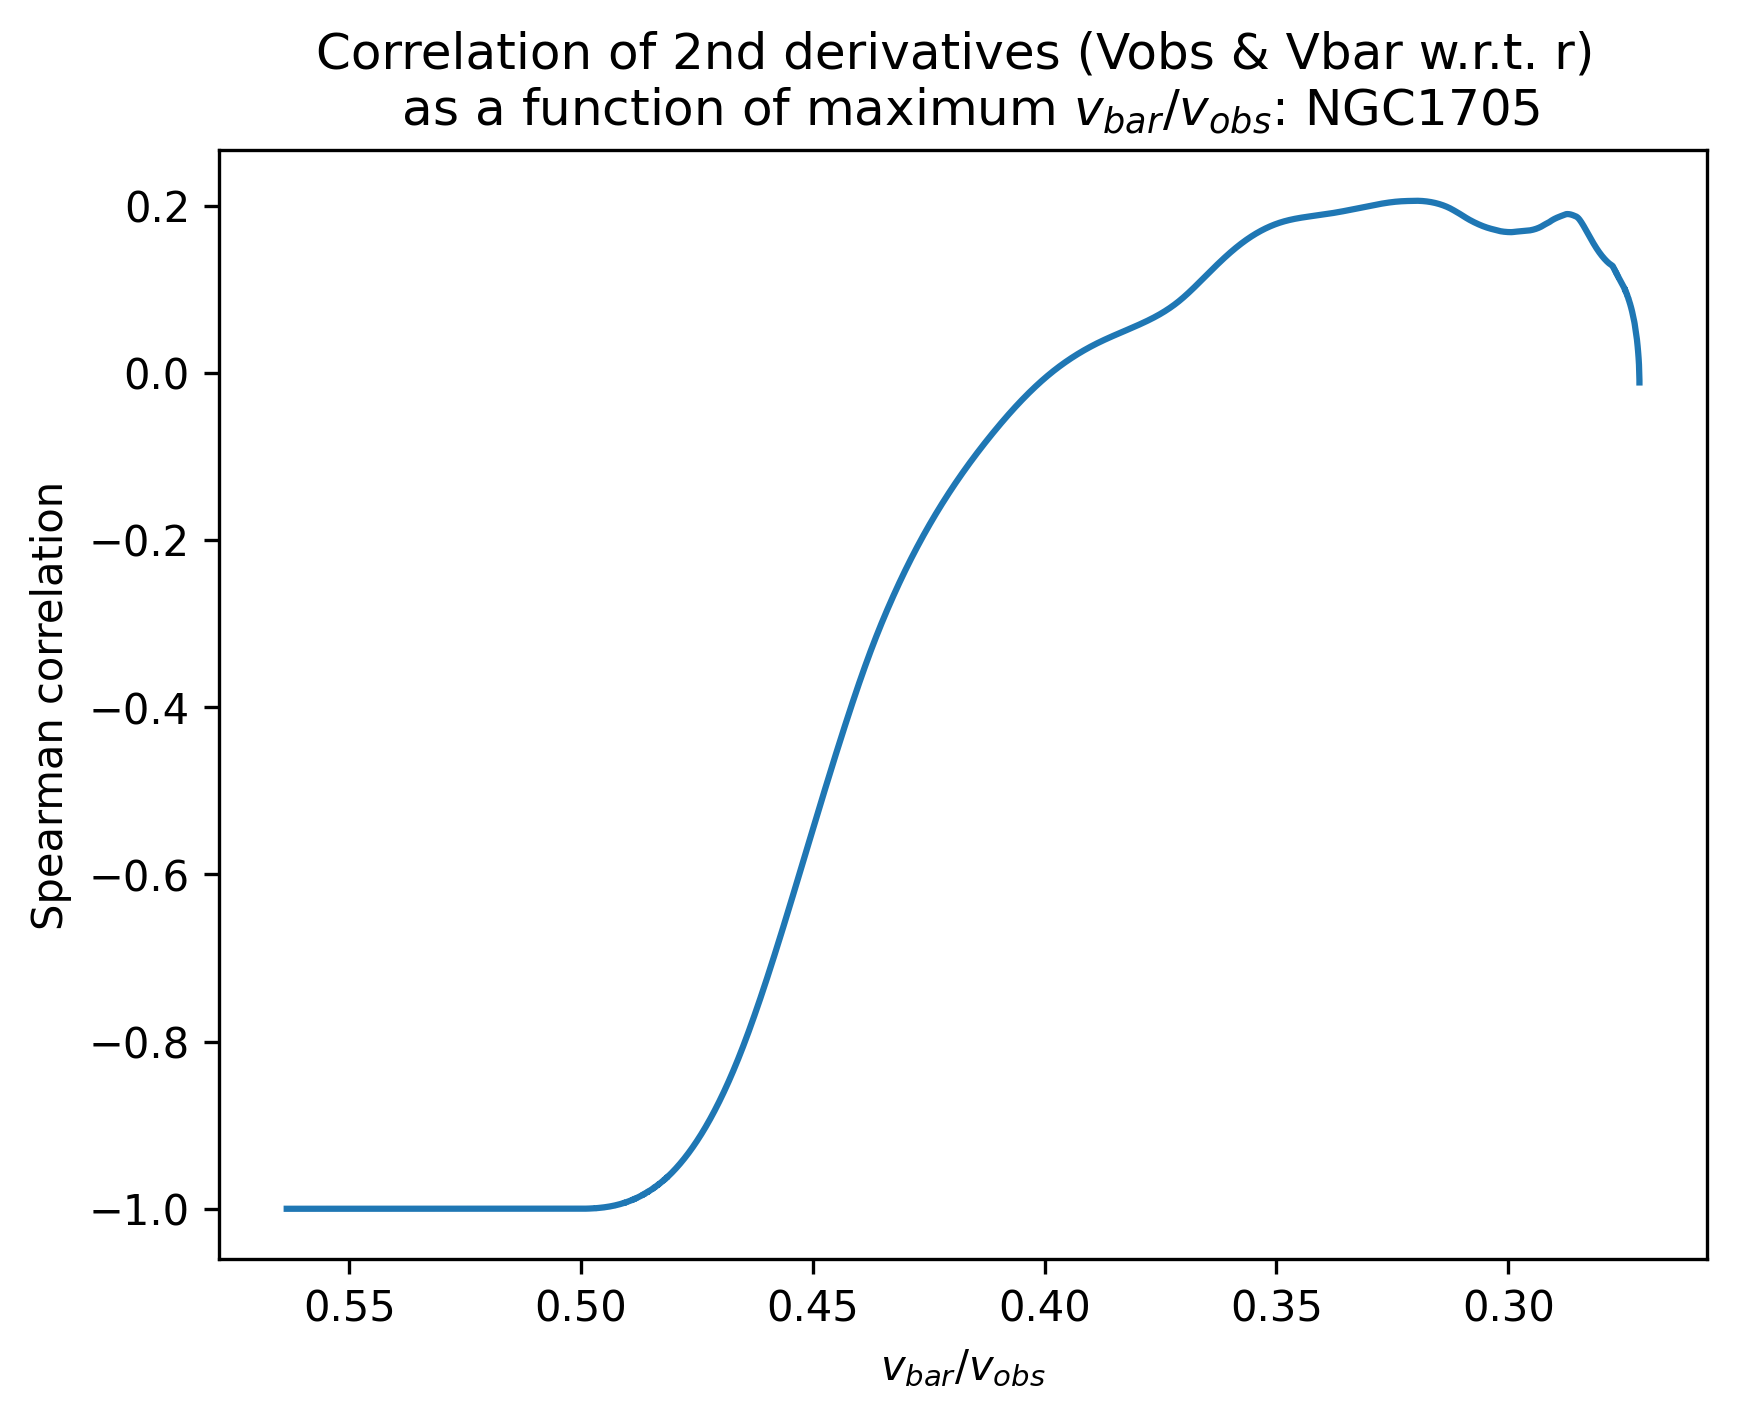 Correlation of 2nd derivatives (Vobs & Vbar w.r.t. r)
as a function of maximum v_bar/v_obs: NGC1705
Spearman correlation
0.2
0.0
−0.2
−0.4
−0.6
−0.8
−1.0
0.55 0.50 0.45 0.40 0.35 0.30
v_bar/v_obs